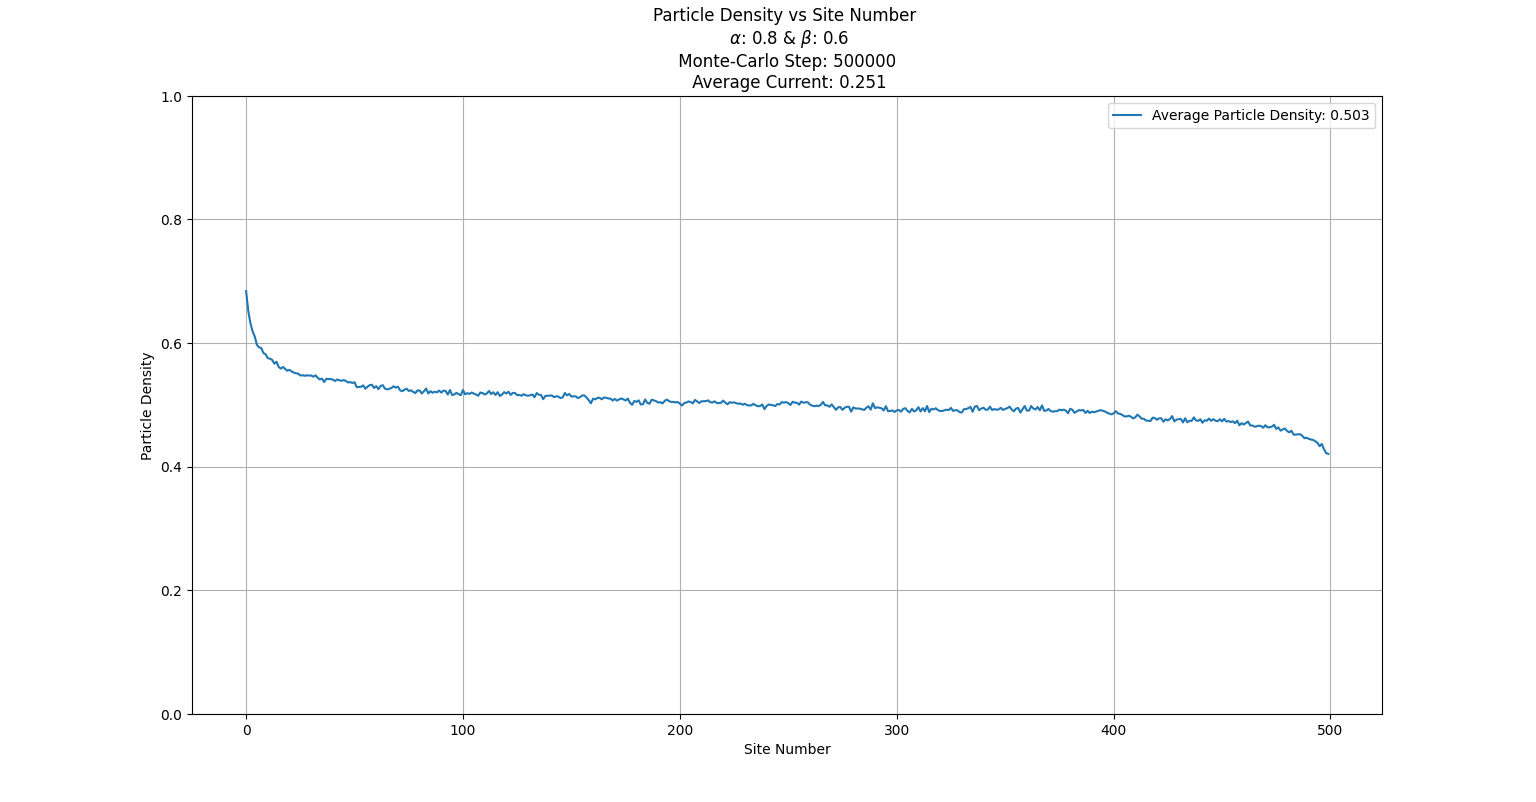 Particle Density vs Site Number
α: 0.8 & β: 0.6
Monte-Carlo Step: 500000
Average Current: 0.251
Average Particle Density: 0.503
1.0
0.8
0.6
0.4
0.2
0.0
Particle Density
0 100 200 300 400 500
Site Number